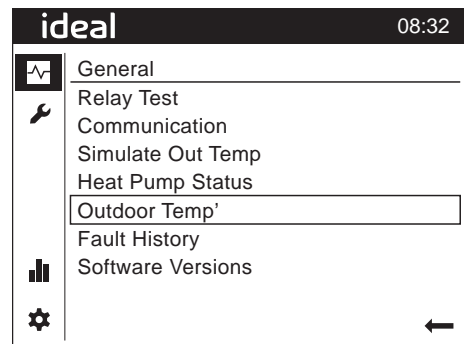 ideal
08:32
General
Relay Test
Communication
Simulate Out Temp
Heat Pump Status
Outdoor Temp’
Fault History
Software Versions